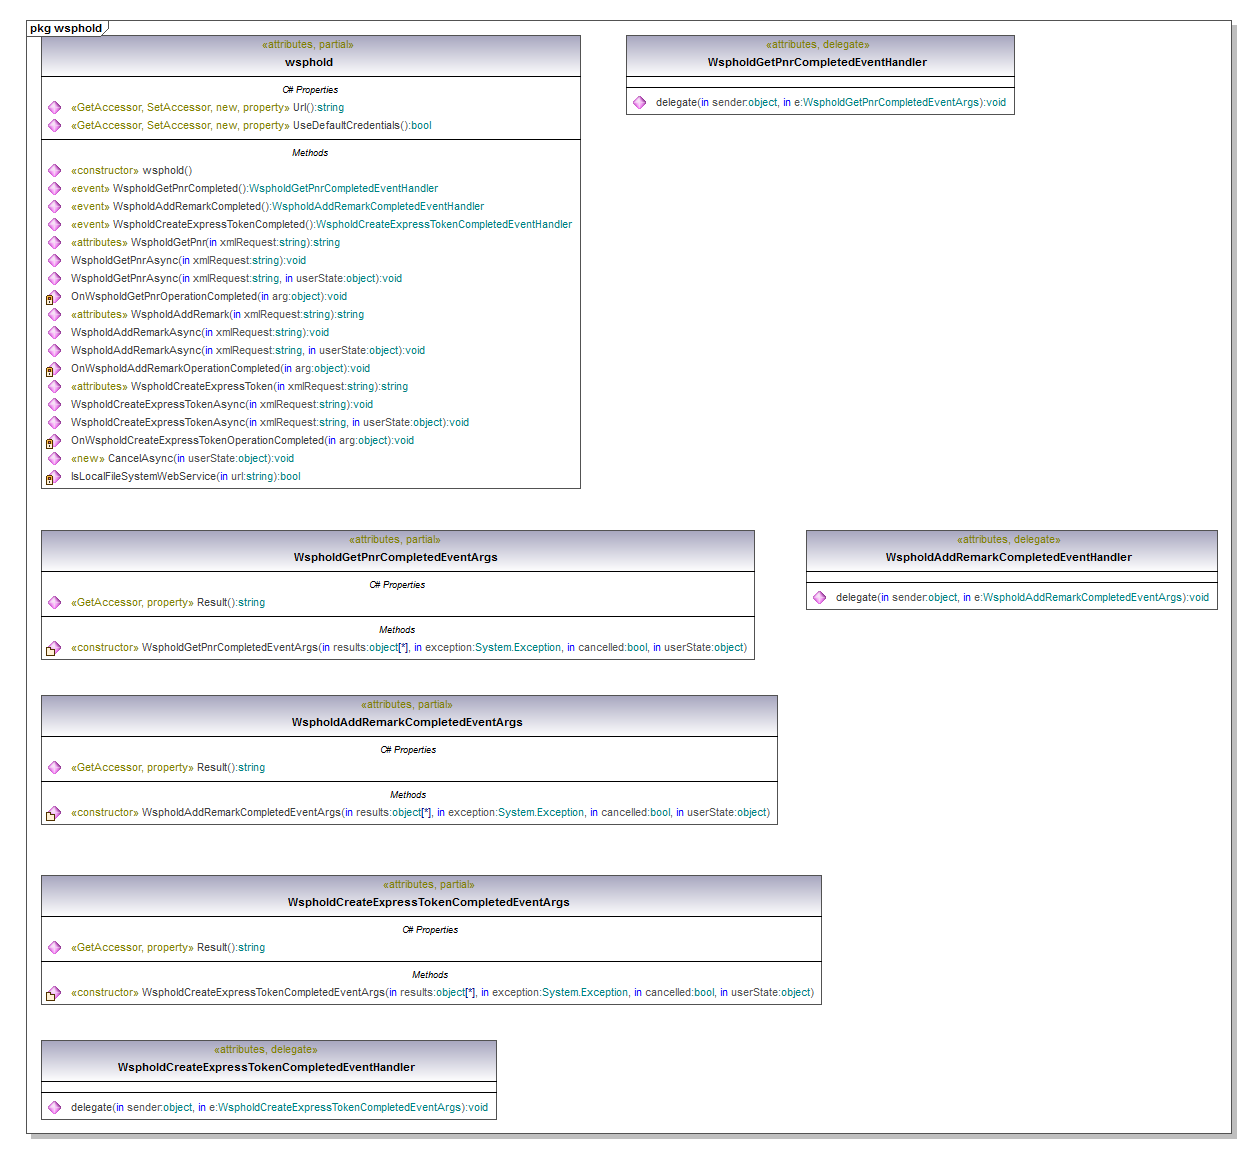 pkg wsphold
«attributes, partial»
wsphold
C# Properties
«GetAccessor, SetAccessor, new, property» Url():string
«GetAccessor, SetAccessor, new, property» UseDefaultCredentials():bool
Methods
«constructor» wsphold()
«event» WspholdGetPnrCompleted():WspholdGetPnrCompletedEventHandler
«event» WspholdAddRemarkCompleted():WspholdAddRemarkCompletedEventHandler
«event» WspholdCreateExpressTokenCompleted():WspholdCreateExpressTokenCompletedEventHandler
«attributes» WspholdGetPnr(in xmlRequest:string):string
WspholdGetPnrAsync(in xmlRequest:string):void
WspholdGetPnrAsync(in xmlRequest:string, in userState:object):void
OnWspholdGetPnrOperationCompleted(in arg:object):void
«attributes» WspholdAddRemark(in xmlRequest:string):string
WspholdAddRemarkAsync(in xmlRequest:string):void
WspholdAddRemarkAsync(in xmlRequest:string, in userState:object):void
OnWspholdAddRemarkOperationCompleted(in arg:object):void
«attributes» WspholdCreateExpressToken(in xmlRequest:string):string
WspholdCreateExpressTokenAsync(in xmlRequest:string):void
WspholdCreateExpressTokenAsync(in xmlRequest:string, in userState:object):void
OnWspholdCreateExpressTokenOperationCompleted(in arg:object):void
«new» CancelAsync(in userState:object):void
IsLocalFileSystemWebService(in url:string):bool
«attributes, delegate»
WspholdGetPnrCompletedEventHandler
delegate(in sender:object, in e:WspholdGetPnrCompletedEventArgs):void
«attributes, partial»
WspholdGetPnrCompletedEventArgs
C# Properties
«GetAccessor, property» Result():string
Methods
«constructor» WspholdGetPnrCompletedEventArgs(in results:object[*], in exception:System.Exception, in cancelled:bool, in userState:object)
«attributes, delegate»
WspholdAddRemarkCompletedEventHandler
delegate(in sender:object, in e:WspholdAddRemarkCompletedEventArgs):void
«attributes, partial»
WspholdAddRemarkCompletedEventArgs
C# Properties
«GetAccessor, property» Result():string
Methods
«constructor» WspholdAddRemarkCompletedEventArgs(in results:object[*], in exception:System.Exception, in cancelled:bool, in userState:object)
«attributes, partial»
WspholdCreateExpressTokenCompletedEventArgs
C# Properties
«GetAccessor, property» Result():string
Methods
«constructor» WspholdCreateExpressTokenCompletedEventArgs(in results:object[*], in exception:System.Exception, in cancelled:bool, in userState:object)
«attributes, delegate»
WspholdCreateExpressTokenCompletedEventHandler
delegate(in sender:object, in e:WspholdCreateExpressTokenCompletedEventArgs):void